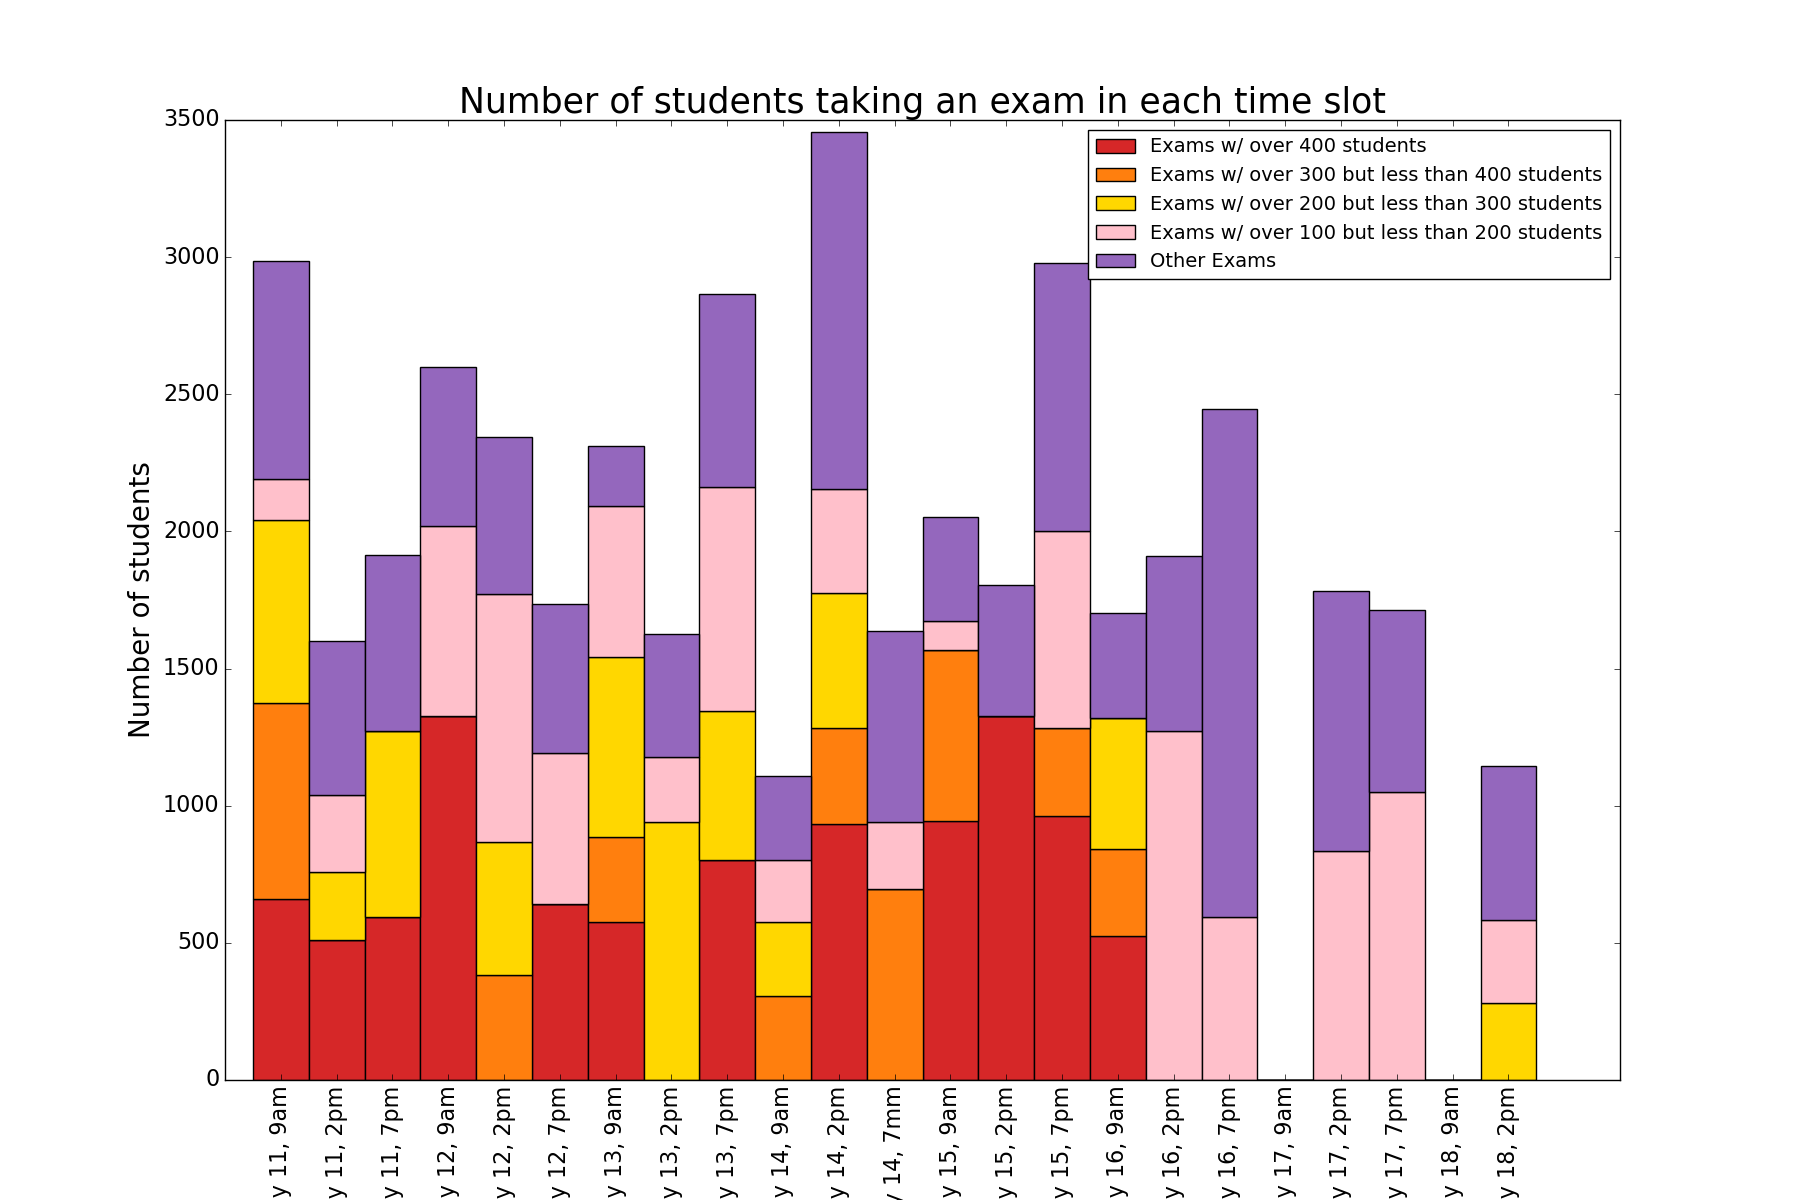 Number of students taking an exam in each time slot
Number of students
3500
3000
2500
2000
1500
1000
500
0
Exams w/ over 400 students
Exams w/ over 300 but less than 400 students
Exams w/ over 200 but less than 300 students
Exams w/ over 100 but less than 200 students
Other Exams
y 11, 9am
y 11, 2pm
y 11, 7pm
y 12, 9am
y 12, 2pm
y 12, 7pm
y 13, 9am
y 13, 2pm
y 13, 7pm
y 14, 9am
y 14, 2pm
y 14, 7mm
y 15, 9am
y 15, 2pm
y 15, 7pm
y 16, 9am
y 16, 2pm
y 16, 7pm
y 17, 9am
y 17, 2pm
y 17, 7pm
y 18, 9am
y 18, 2pm